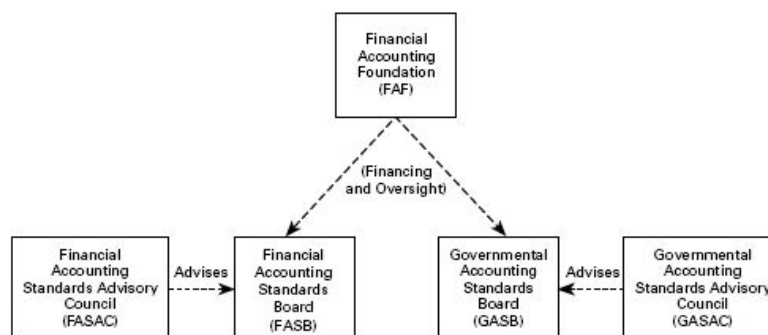 Financial
Accounting
Foundation
(FAF)
(Financing
and Oversight)
Financial
Accounting
Standards Advisory
Council
(FASAC)
Advises
Financial
Accounting
Standards
Board
(FASB)
Governmental
Accounting
Standards
Board
(GASB)
Advises
Governmental
Accounting
Standards Advisory
Council
(GASAC)